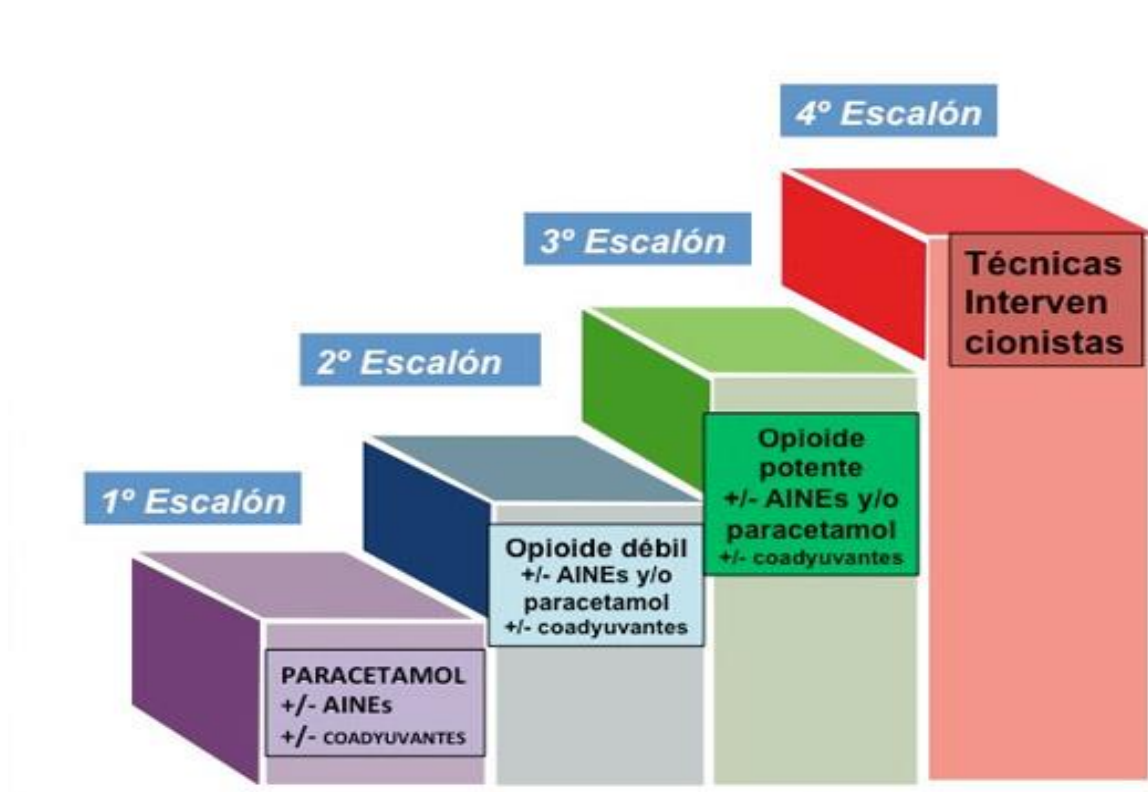 4º Escalón
3º Escalón
Técnicas
Interven
cionistas
2º Escalón
Opioide
potente
+/- AINEs y/o
paracetamol
+/- coadyuvantes
1º Escalón
Opioide débil
+/- AINEs y/o
paracetamol
+/- coadyuvantes
PARACETAMOL
+/- AINEs
+/- COADYUVANTES